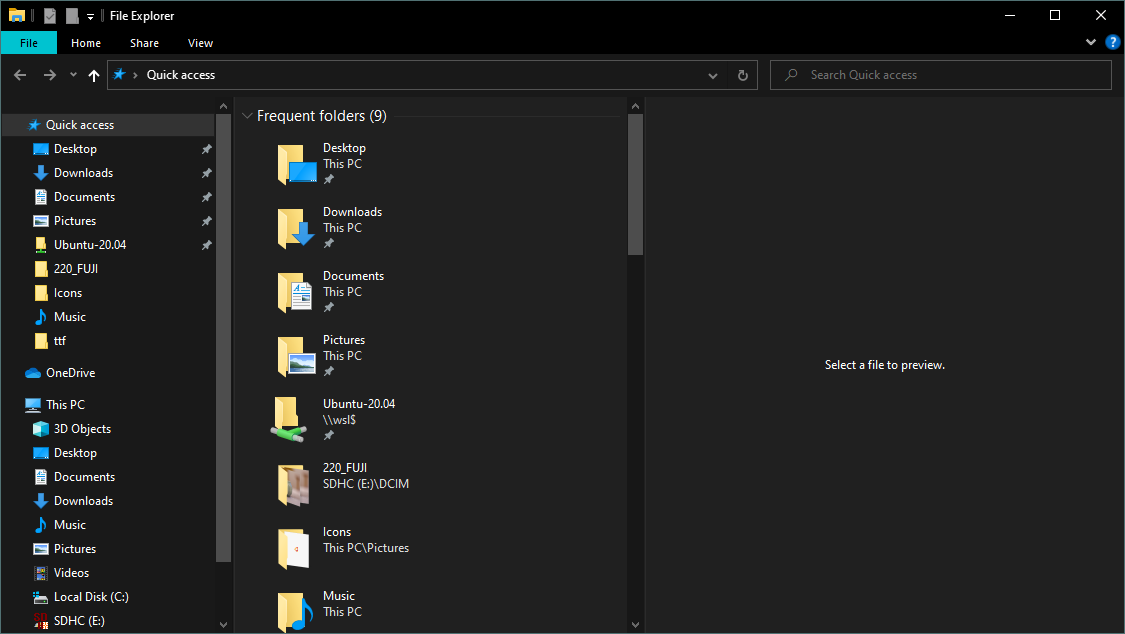 File Explorer
File Home Share View
Quick access
Search Quick access
Quick access
Desktop
Downloads
Documents
Pictures
Ubuntu-20.04
220_FUJI
Icons
Music
ttf
OneDrive
This PC
3D Objects
Desktop
Documents
Downloads
Music
Pictures
Videos
Local Disk (C:)
SDHC (E:)
Frequent folders (9)
Desktop
This PC
Downloads
This PC
Documents
This PC
Pictures
This PC
Ubuntu-20.04
\\wsl$
220_FUJI
SDHC (E:)\DCIM
Icons
This PC\Pictures
Music
This PC
Select a file to preview.